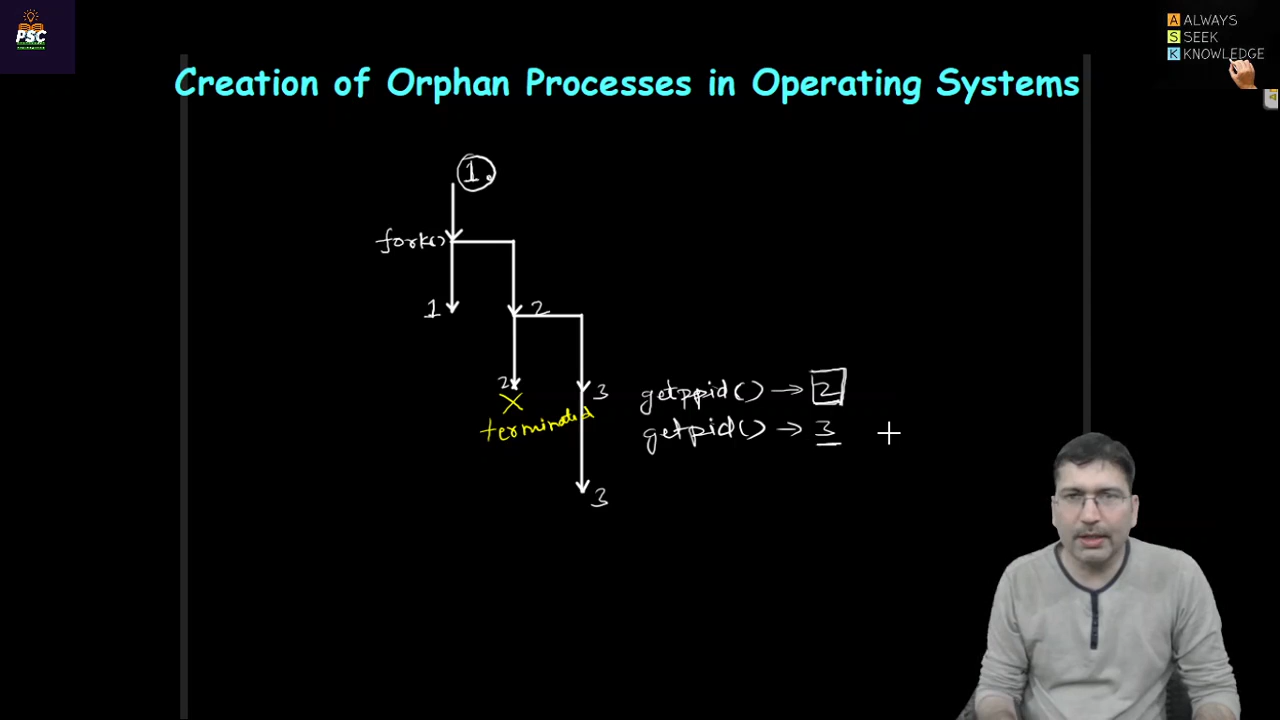 PSC
A ALWAYS
S SEEK
K KNOWLEDGE
Creation of Orphan Processes in Operating Systems
1.
fork()
1
2
2
3
terminated
getppid() → 2
getpid() → 3
3